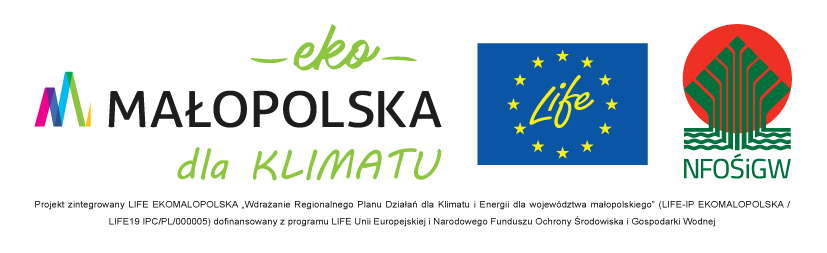 eko
MAŁOPOLSKA
dla KLIMATU
Life
NFOŚiGW
Projekt zintegrowany LIFE EKOMALOPOLSKA „Wdrażanie Regionalnego Planu Działań dla Klimatu i Energii dla województwa małopolskiego” (LIFE-IP EKOMALOPOLSKA /
LIFE19 IPC/PL/000005) dofinansowany z programu LIFE Unii Europejskiej i Narodowego Funduszu Ochrony Środowiska i Gospodarki Wodnej